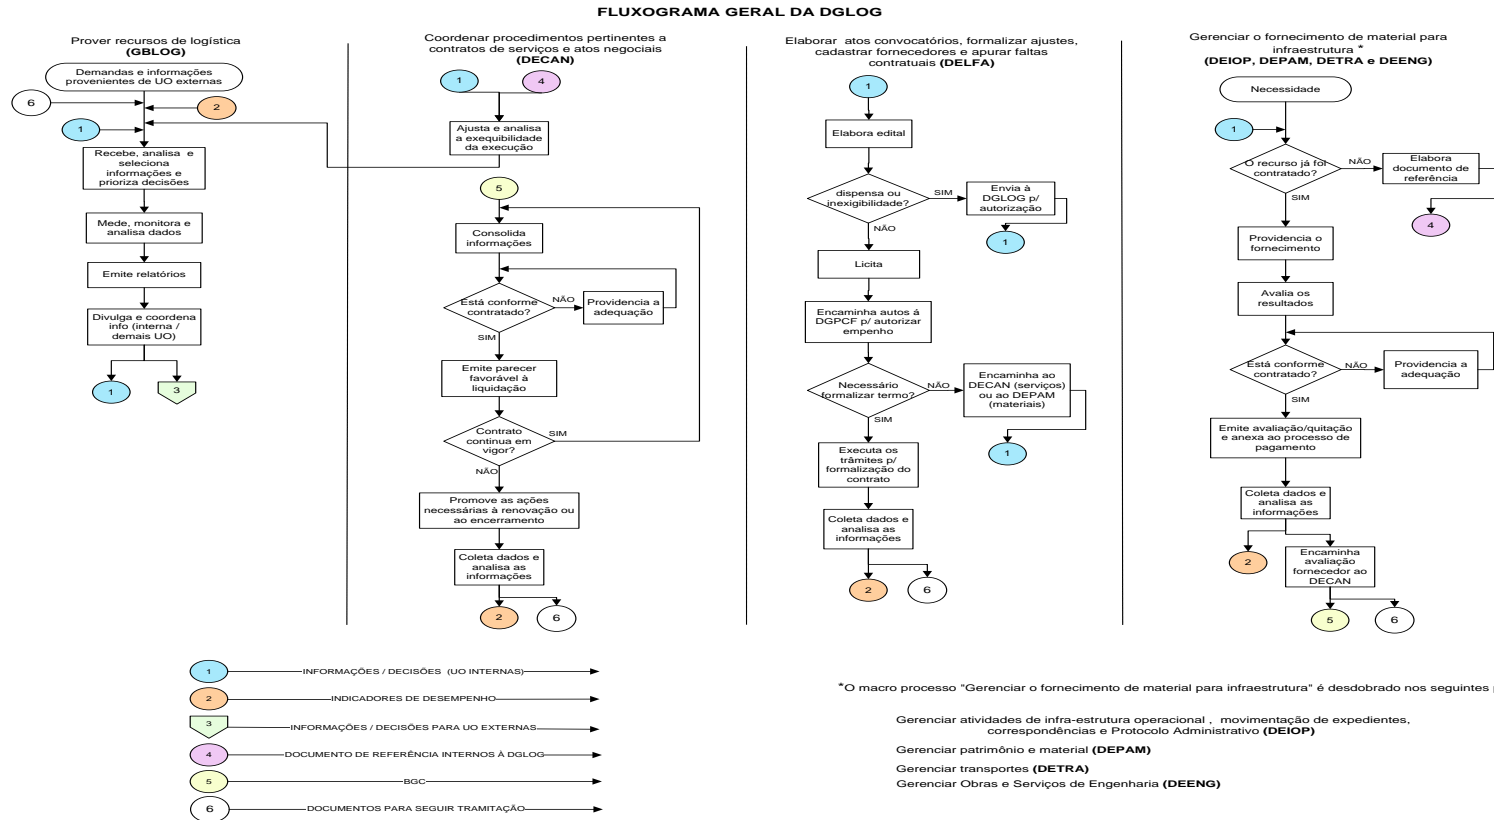 FLUXOGRAMA GERAL DA DGLOG
Prover recursos de logística
(GBLOG)
Demandas e informações
provenientes de UO externas
6
2
1
Recebe, analisa e
seleciona
informações e
prioriza decisões
Mede, monitora e
analisa dados
Emite relatórios
Divulga e coordena
info (interna /
demais UO)
1
3
Coordenar procedimentos pertinentes a
contratos de serviços e atos negociais
(DECAN)
1
4
Ajusta e analisa
a exequibilidade
da execução
5
Consolida
informações
Está conforme
contratado?
NÃO
Providencia a
adequação
SIM
Emite parecer
favorável à
liquidação
Contrato
continua em
vigor?
SIM
NÃO
Promove as ações
necessárias à renovação ou
ao encerramento
Coleta dados e
analisa as
informações
2
6
Elaborar atos convocatórios, formalizar ajustes,
cadastrar fornecedores e apurar faltas
contratuais (DELFA)
1
Elabora edital
dispensa ou
inexigibilidade?
SIM
Envia à
DGLOG p/
autorização
1
NÃO
Licita
Encaminha autos á
DGPCF p/ autorizar
empenho
Necessário
formalizar termo?
NÃO
Encaminha ao
DECAN (serviços)
ou ao DEPAM
(materiais)
1
SIM
Executa os
trâmites p/
formalização do
contrato
Coleta dados e
analisa as
informações
2
6
Gerenciar o fornecimento de material para
infraestrutura *
(DEIOP, DEPAM, DETRA e DEENG)
Necessidade
1
O recurso já foi
contratado?
NÃO
Elabora
documento de
referência
4
SIM
Providencia o
fornecimento
Avalia os
resultados
Está conforme
contratado?
NÃO
Providencia a
adequação
SIM
Emite avaliação/quitação
e anexa ao processo de
pagamento
Coleta dados e
analisa as
informações
2
Encaminha
avaliação
fornecedor ao
DECAN
5
6
1 INFORMAÇÕES / DECISÕES (UO INTERNAS)
2 INDICADORES DE DESEMPENHO
3 INFORMAÇÕES / DECISÕES PARA UO EXTERNAS
4 DOCUMENTO DE REFERÊNCIA INTERNOS À DGLOG
5 BGC
6 DOCUMENTOS PARA SEGUIR TRAMITAÇÃO
*O macro processo "Gerenciar o fornecimento de material para infraestrutura" é desdobrado nos seguintes
Gerenciar atividades de infra-estrutura operacional , movimentação de expedientes,
correspondências e Protocolo Administrativo (DEIOP)
Gerenciar patrimônio e material (DEPAM)
Gerenciar transportes (DETRA)
Gerenciar Obras e Serviços de Engenharia (DEENG)